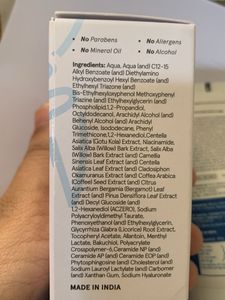 • No Parabens
• No Allergens
• No Mineral Oil
• No Alcohol
Ingredients: Aqua, Aqua (and) C12-15
Alkyl Benzoate (and) Diethylamino
Hydroxybenzoyl Hexyl Benzoate (and)
Ethylhexyl Triazone (and)
Bis-Ethylhexyloxyphenol Methoxyphenyl
Triazine (and) Ethylhexylglycerin (and)
Phospholipid,1,2-Propandiol,
Octyldodecanol, Arachidyl Alcohol (and)
Behenyl Alcohol (and) Arachidyl
Glucoside, Isododecane, Phenyl
Trimethicone,1,2-Hexanediol,Centella
Asiatica (Gotu Kola) Extract, Niacinamide,
Salix Alba (Willow) Bark Extract, Salix Alba
(Willow) Bark Extract (and) Camellia
Sinensis Leaf Extract (and) Centella
Asiatica Leaf Extract (and) Cladosiphon
Okamuranus Extract (and) Coffea Arabica
(Coffee) Seed Extract (and) Citrus
Aurantium Bergamia (Bergamot) Leaf
Extract (and) Pinus Densiflora Leaf Extract
(and) Decyl Glucoside (and)
1,2-Hexanediol (ACZERO), Sodium
Polyacryloyldimethyl Taurate,
Phenoxyethanol (and) Ethylhexylglycerin,
Glycyrrhiza Glabra (Licorice) Root Extract,
Tocopheryl Acetate, Allantoin, Menthyl
Lactate, Bakuchiol, Polyacrylate
Crosspolymer-6,Ceramide NP (and)
Ceramide AP (and) Ceramide EOP (and)
Phytosphingosine (and) Cholesterol (and)
Sodium Lauroyl Lactylate (and) Carbomer
(and) Xanthan Gum, Sodium Hyaluronate
MADE IN INDIA